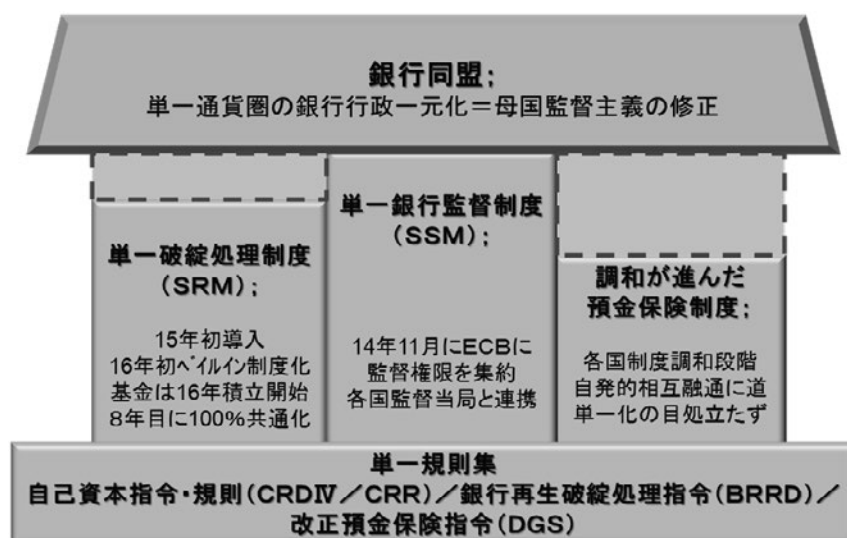 銀行同盟;
単一通貨圏の銀行行政一元化＝母国監督主義の修正
単一破綻処理制度
(SRM);
15年初導入
16年初ベイルイン制度化
基金は16年積立開始
8年目に100%共通化
単一銀行監督制度
(SSM);
14年11月にECBに
監督権限を集約
各国監督当局と連携
調和が進んだ
預金保険制度;
各国制度調和段階
自発的相互融通に道
単一化の目処立たず
単一規則集
自己資本指令・規則(CRDⅣ／CRR)／銀行再生破綻処理指令(BRRD)／
改正預金保険指令(DGS)